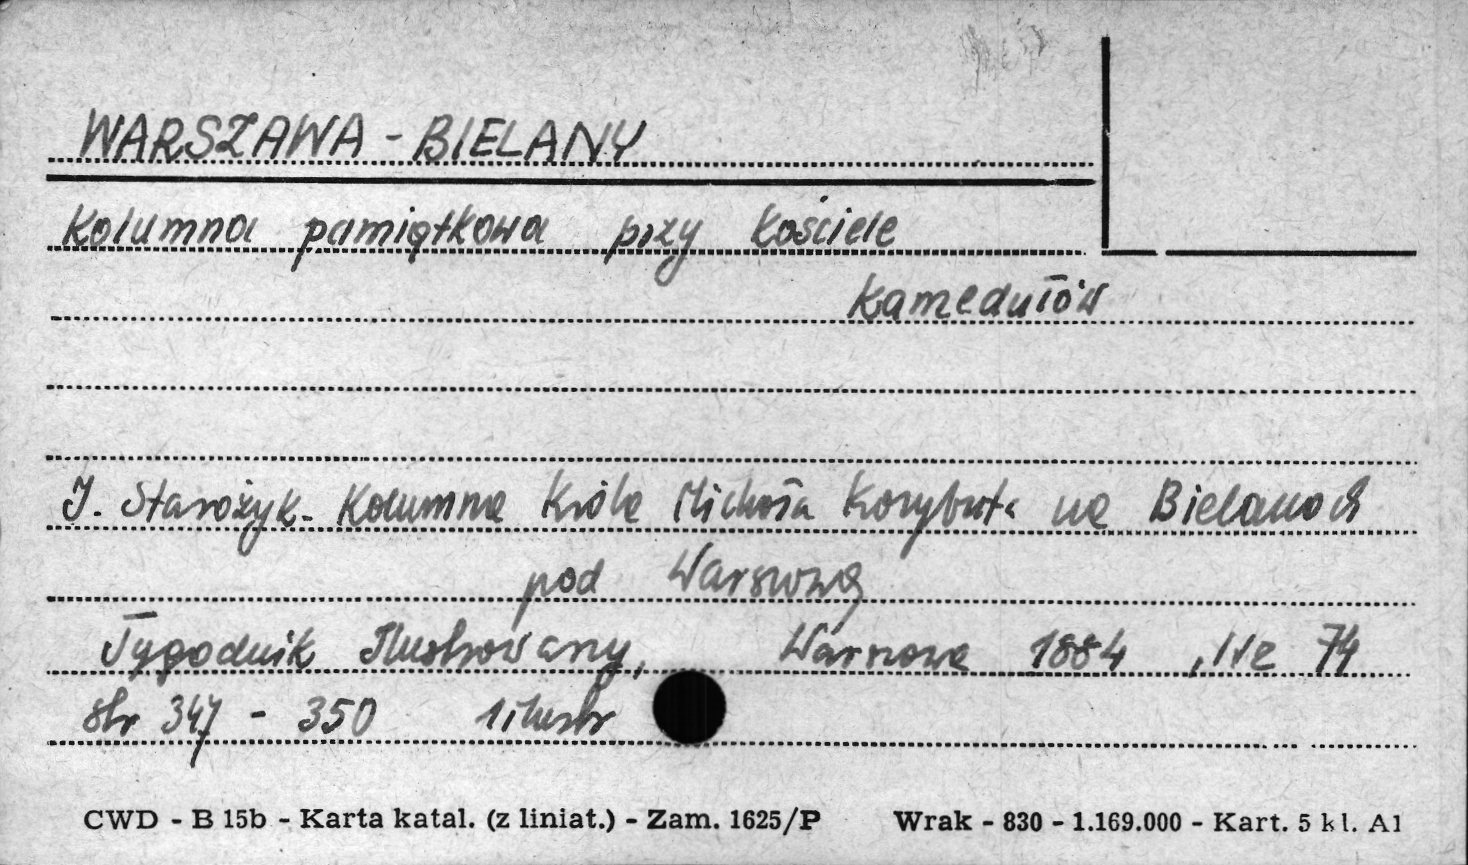 WARSZAWA - BIELANY
Kolumna pamiątkowa przy kościele
Kamedułów
J. Starożyk. Kolumna Króla Michała Korybuta na Bielanach
pod Warszawą
Tygodnik Ilustrowany, Warszawa 1884, Nr 74
str 347 - 350 1 ilustr
CWD - B 15b - Karta katal. (z liniat.) - Zam. 1625/P Wrak - 830 - 1.169.000 - Kart. 5 kl. A1